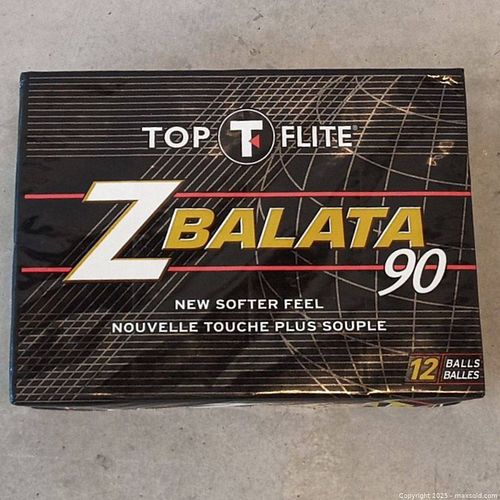 TOP T FLITE®
Z BALATA
90
NEW SOFTER FEEL
NOUVELLE TOUCHE PLUS SOUPLE
12 BALLS
BALLES
Copyright 2025 - maxsold.com